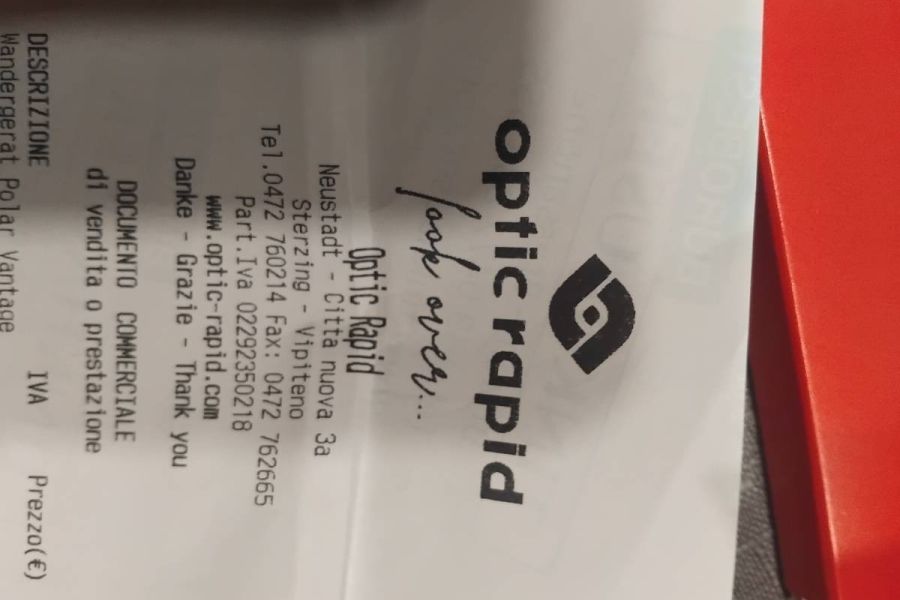 optic rapid
look over...
Optic Rapid
Neustadt - Città nuova 3a
Sterzing - Vipiteno
Tel.0472 760214 Fax: 0472 762665
Part.Iva 02292350218
www.optic-rapid.com
Danke - Grazie - Thank you
DOCUMENTO COMMERCIALE
di vendita o prestazione
DESCRIZIONE IVA Prezzo(€)
Wandergerät Polar Vantage